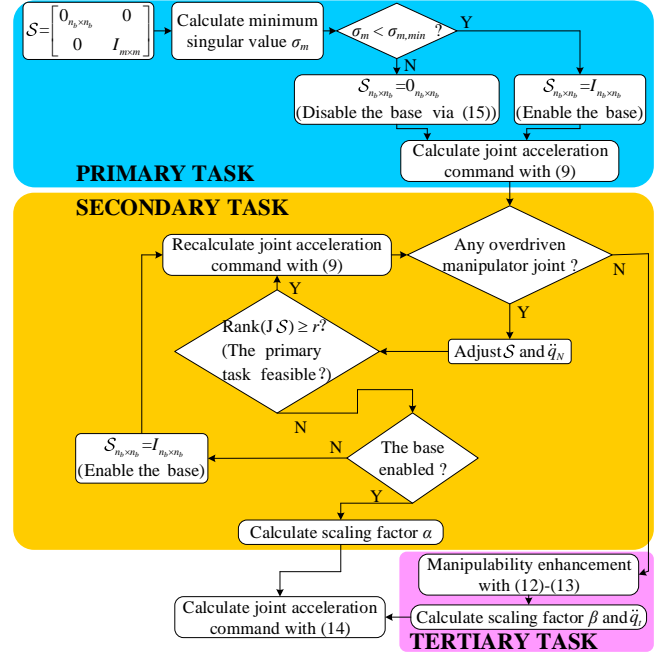 S = [0_{n_b×n_b} 0
0 I_{m×m}]
Calculate minimum
singular value σ_m
σ_m < σ_{m,min} ?
Y
N
S_{n_b×n_b} = 0_{n_b×n_b}
(Disable the base via (15))
S_{n_b×n_b} = I_{n_b×n_b}
(Enable the base)
Calculate joint acceleration
command with (9)
PRIMARY TASK
SECONDARY TASK
Recalculate joint acceleration
command with (9)
Any overdriven
manipulator joint ?
N
Y
Y
Rank(J S) ≥ r?
(The primary
task feasible?)
Adjust S and q̈_N
N
S_{n_b×n_b} = I_{n_b×n_b}
(Enable the base)
N
The base
enabled ?
Y
Calculate scaling factor α
Manipulability enhancement
with (12)-(13)
Calculate joint acceleration
command with (14)
Calculate scaling factor β and q̈_t
TERTIARY TASK